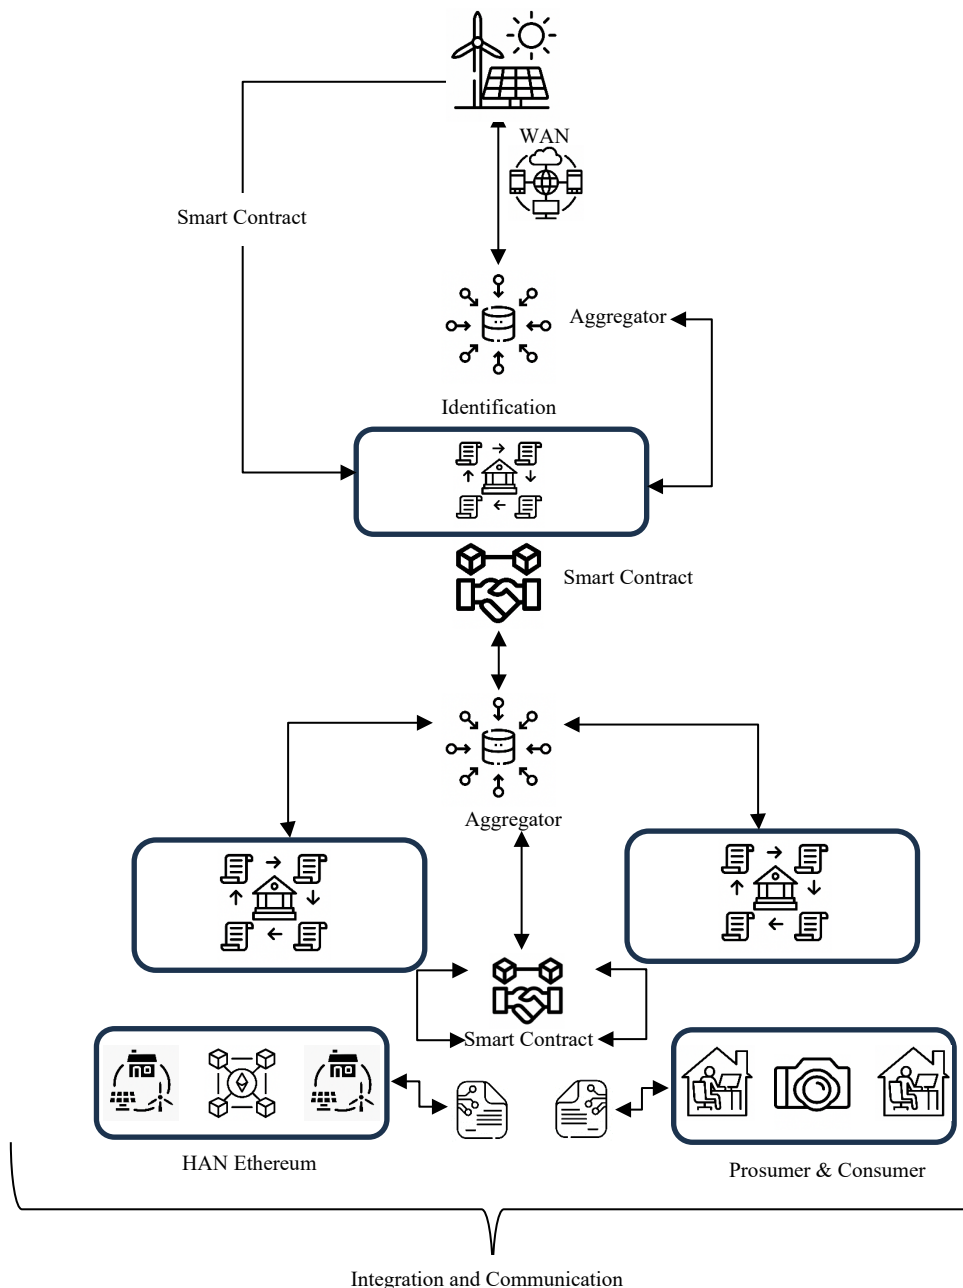 WAN
Smart Contract
Aggregator
Identification
Smart Contract
Aggregator
Smart Contract
HAN Ethereum
Prosumer & Consumer
Integration and Communication